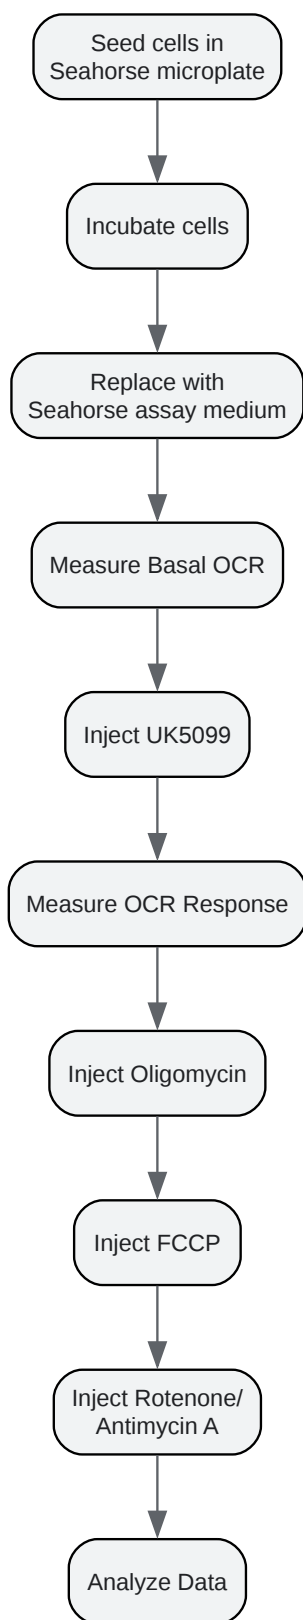 Seed cells in
Seahorse microplate
Incubate cells
Replace with
Seahorse assay medium
Measure Basal OCR
Inject UK5099
Measure OCR Response
Inject Oligomycin
Inject FCCP
Inject Rotenone/
Antimycin A
Analyze Data